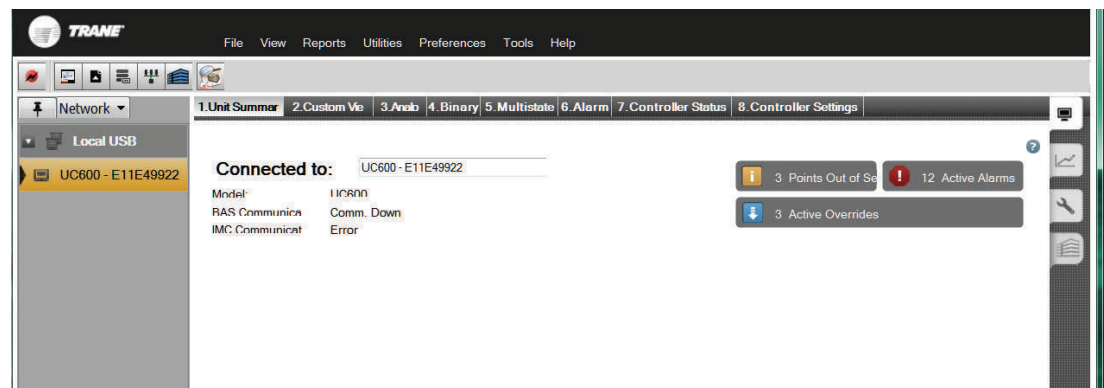 TRANE
File View Reports Utilities Preferences Tools Help
Network
1.Unit Summar 2.Custom Vie 3.Analo 4.Binary 5.Multistate 6.Alarm 7.Controller Status 8.Controller Settings
Local USB
UC600 - E11E49922
Connected to: UC600 - E11E49922
Model: UC600
BAS Communica Comm. Down
IMC Communicat Error
3 Points Out of Se
12 Active Alarms
3 Active Overrides